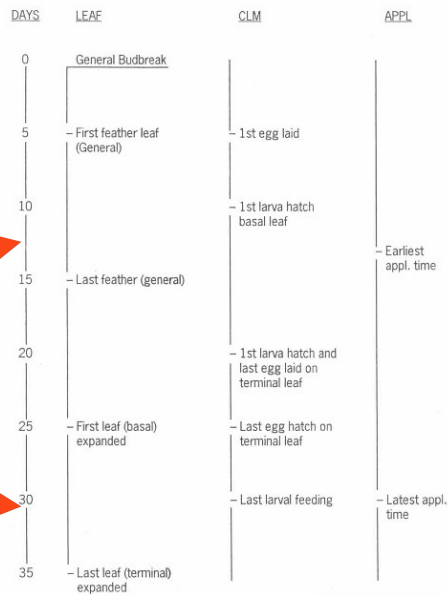 DAYS LEAF CLM APPL
0 General Budbreak
5 First feather leaf 1st egg laid
(General)
10 1st larva hatch
basal leaf
Earliest
appl. time
15 Last feather (general)
20 1st larva hatch and
last egg laid on
terminal leaf
25 First leaf (basal) Last egg hatch on
expanded terminal leaf
30 Last larval feeding Latest appl.
time
35 Last leaf (terminal)
expanded